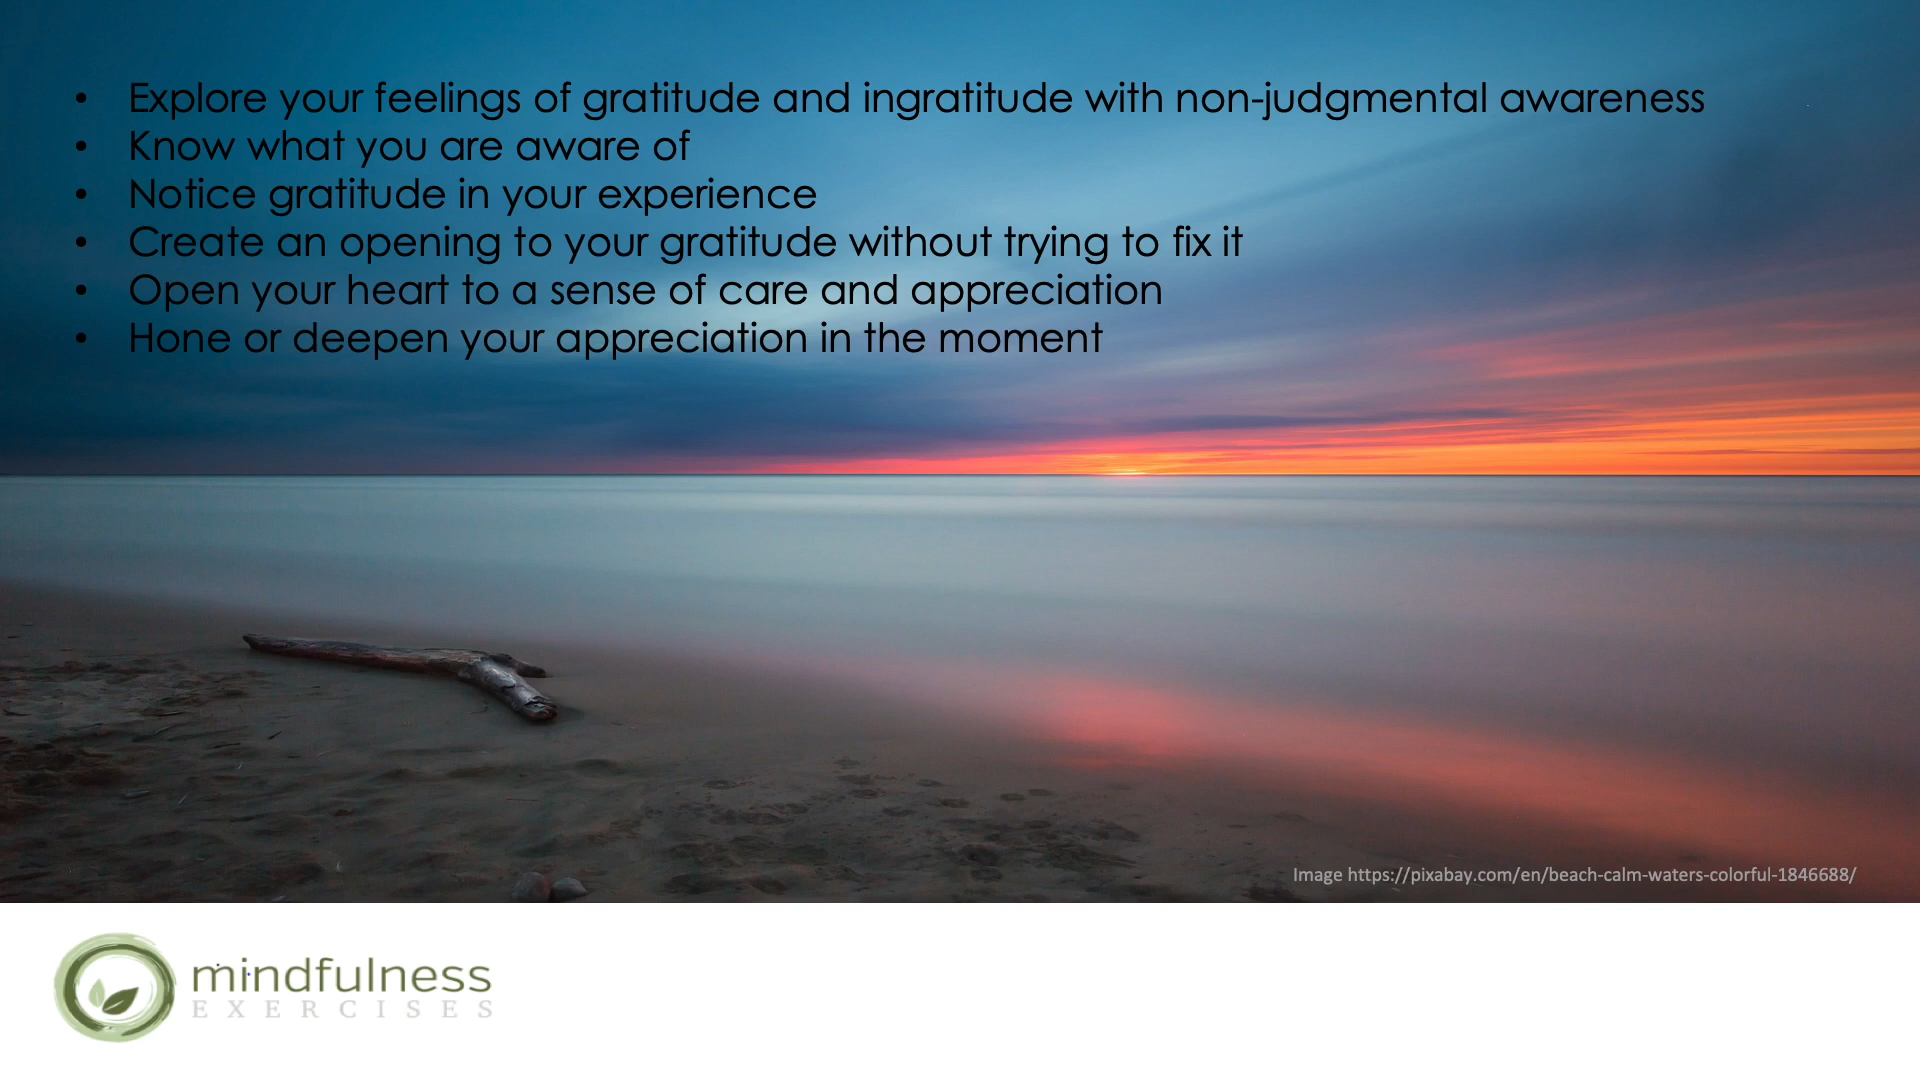 • Explore your feelings of gratitude and ingratitude with non-judgmental awareness
• Know what you are aware of
• Notice gratitude in your experience
• Create an opening to your gratitude without trying to fix it
• Open your heart to a sense of care and appreciation
• Hone or deepen your appreciation in the moment
Image https://pixabay.com/en/beach-calm-waters-colorful-1846688/
mindfulness
EXERCISES